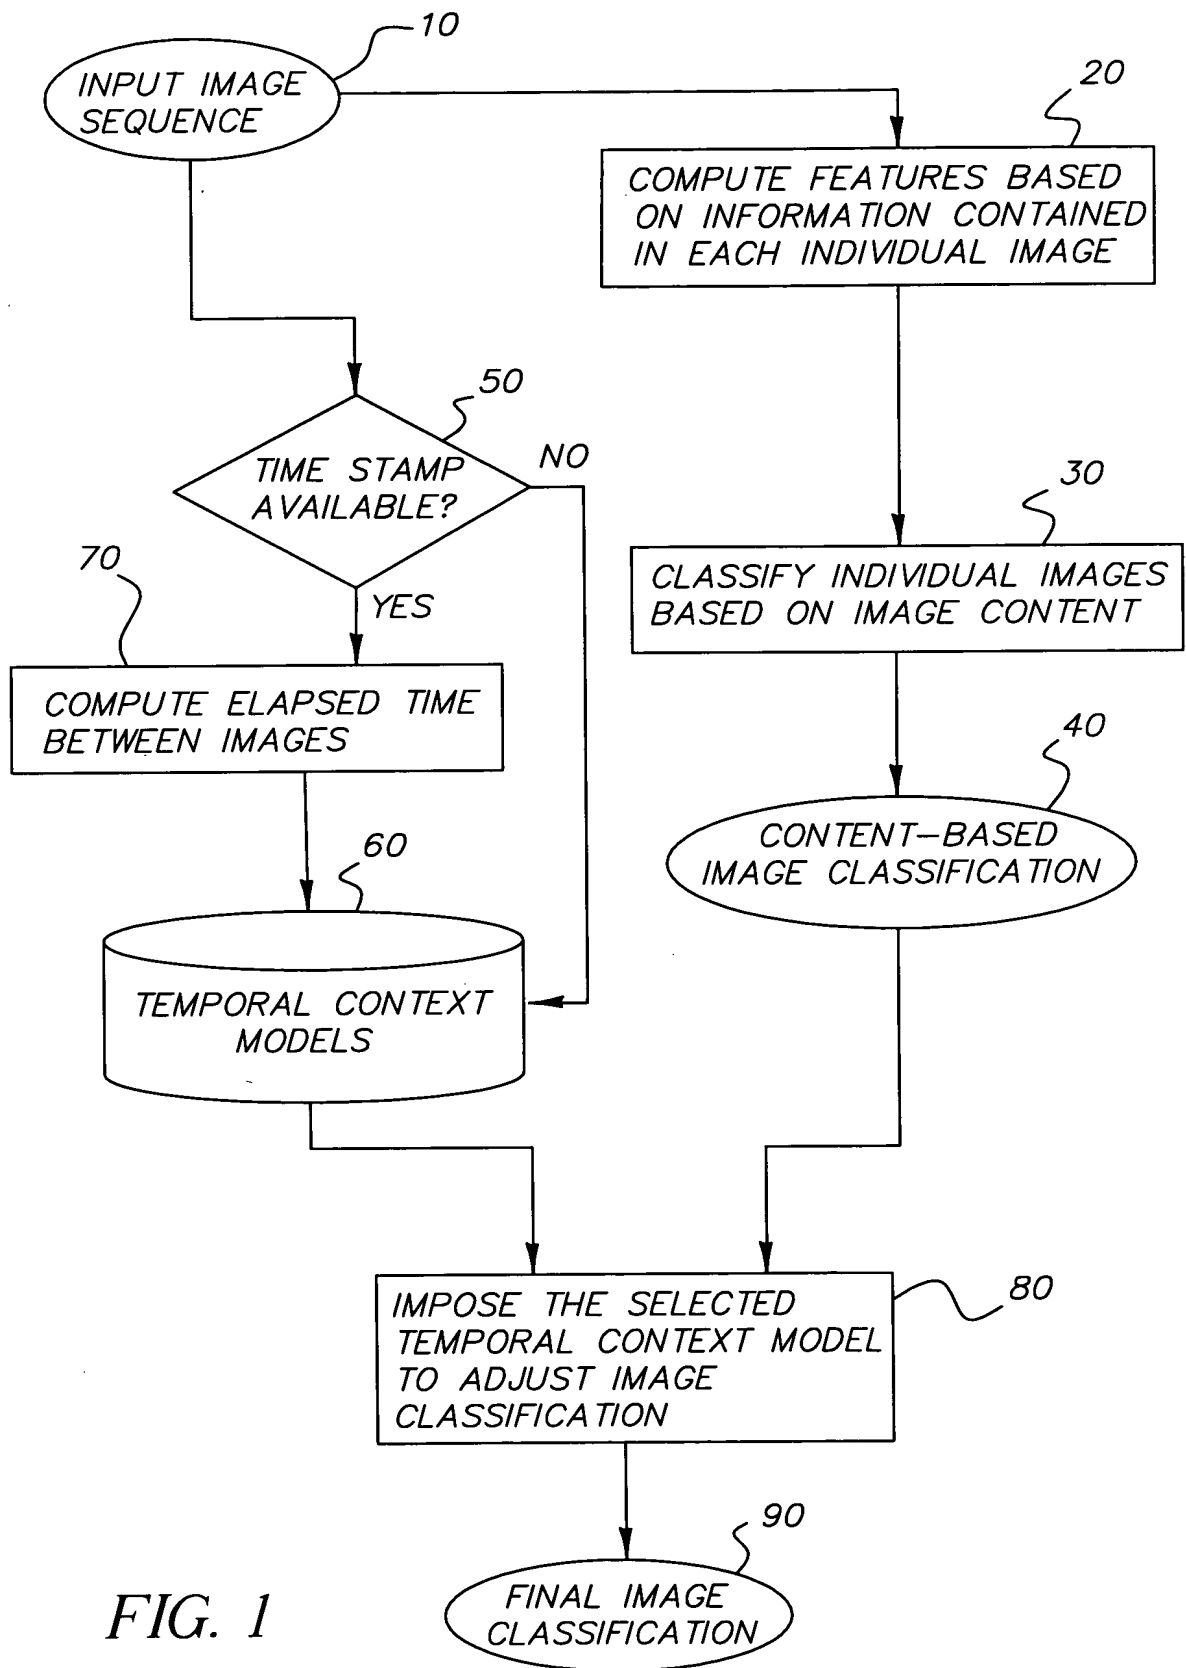 10
INPUT IMAGE
SEQUENCE
20
COMPUTE FEATURES BASED
ON INFORMATION CONTAINED
IN EACH INDIVIDUAL IMAGE
50
TIME STAMP
AVAILABLE?
NO
YES
30
CLASSIFY INDIVIDUAL IMAGES
BASED ON IMAGE CONTENT
70
COMPUTE ELAPSED TIME
BETWEEN IMAGES
40
CONTENT-BASED
IMAGE CLASSIFICATION
60
TEMPORAL CONTEXT
MODELS
80
IMPOSE THE SELECTED
TEMPORAL CONTEXT MODEL
TO ADJUST IMAGE
CLASSIFICATION
90
FINAL IMAGE
CLASSIFICATION
FIG. 1